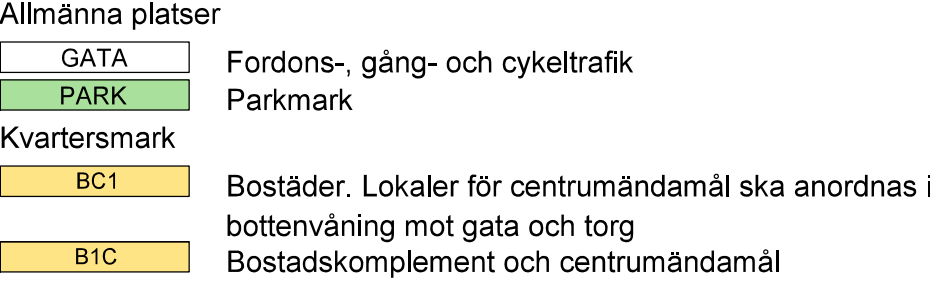 Allmänna platser
GATA Fordons-, gång- och cykeltrafik
PARK Parkmark
Kvartersmark
BC1 Bostäder. Lokaler för centrumändamål ska anordnas i
bottenvåning mot gata och torg
B1C Bostadskomplement och centrumändamål